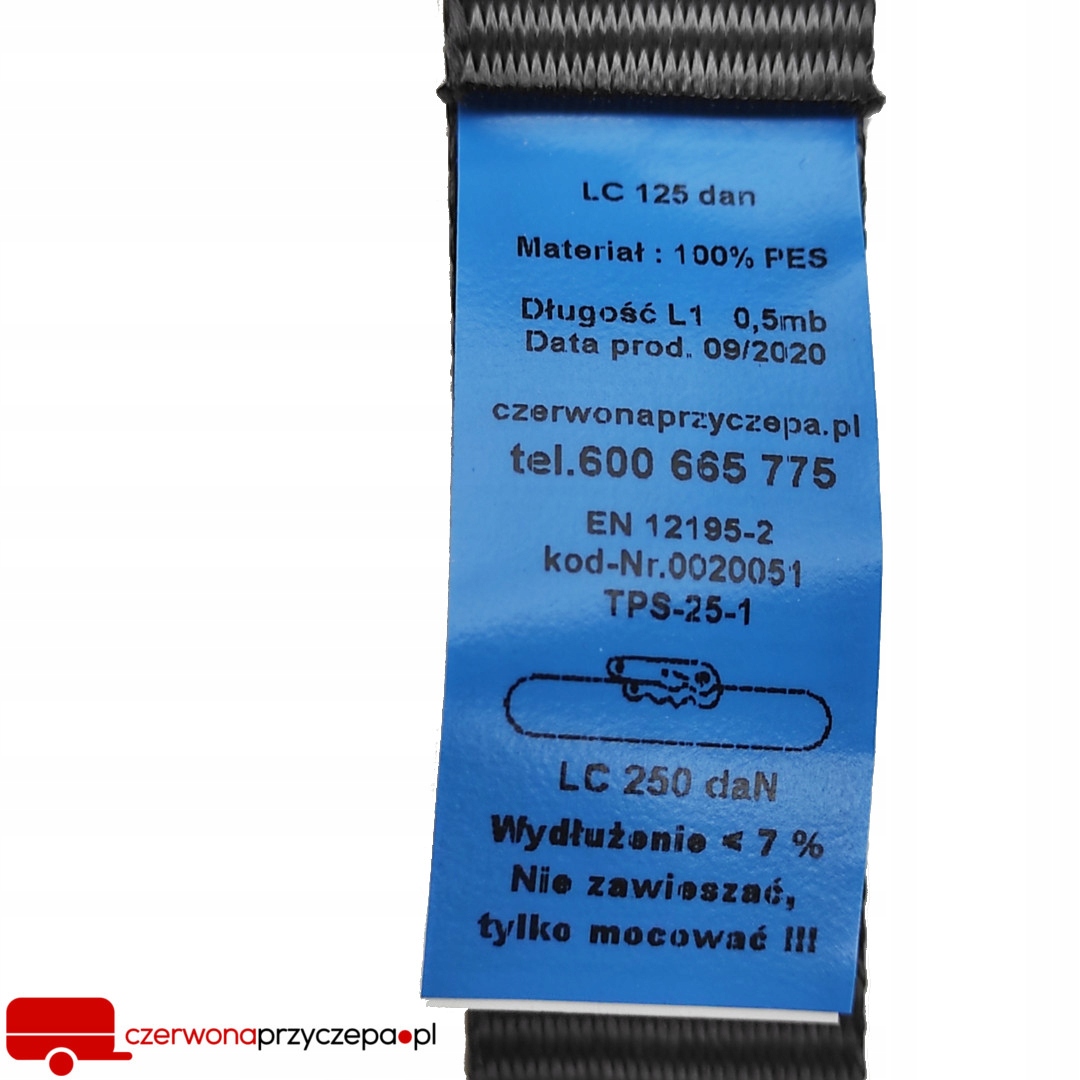 LC 125 dan
Materiał : 100% PES
Długość L1 0,5mb
Data prod. 09/2020
czerwonaprzyczepa.pl
tel.600 665 775
EN 12195-2
kod-Nr.0020051
TPS-25-1
LC 250 daN
Wydłużenie < 7 %
Nie zawieszać,
tylko mocować !!!
czerwonaprzyczepa.pl